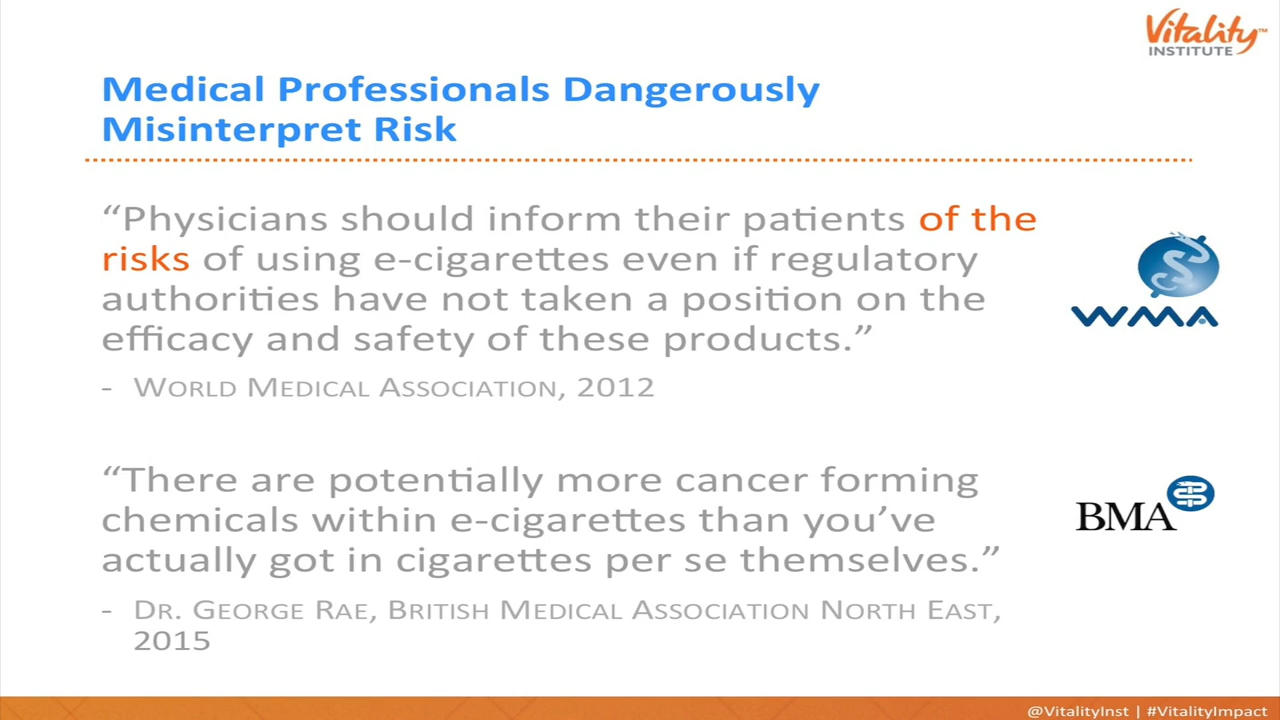 Vitality™
INSTITUTE
Medical Professionals Dangerously
Misinterpret Risk
“Physicians should inform their patients of the
risks of using e-cigarettes even if regulatory
authorities have not taken a position on the
efficacy and safety of these products.”
- WORLD MEDICAL ASSOCIATION, 2012
WMA
“There are potentially more cancer forming
chemicals within e-cigarettes than you’ve
actually got in cigarettes per se themselves.”
BMA
- DR. GEORGE RAE, BRITISH MEDICAL ASSOCIATION NORTH EAST,
2015
@VitalityInst | #VitalityImpact